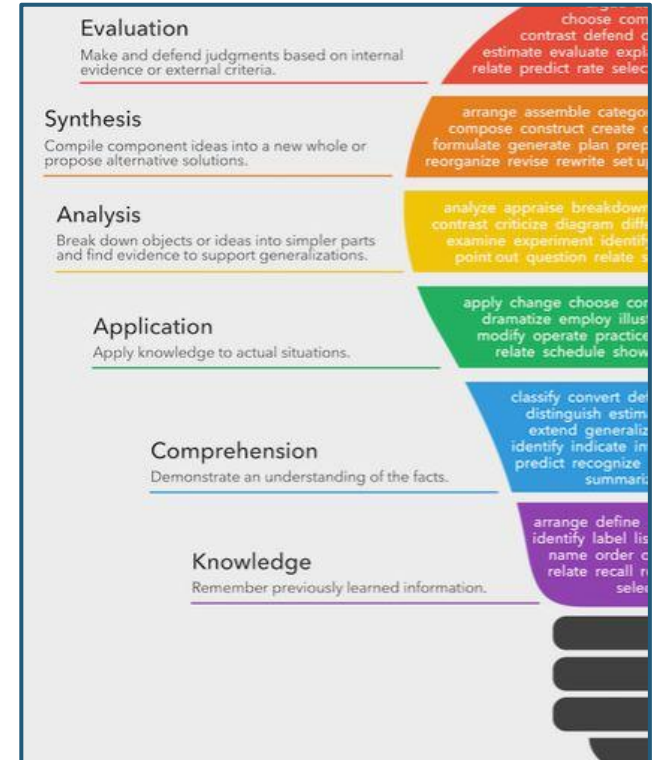 Evaluation
Make and defend judgments based on internal
evidence or external criteria.
choose
contrast defend
estimate evaluate
relate predict rate
Synthesis
Compile component ideas into a new whole or
propose alternative solutions.
arrange assemble
compose construct create
formulate generate plan
reorganize revise rewrite set up
Analysis
Break down objects or ideas into simpler parts
and find evidence to support generalizations.
analyze appraise breakdown
contrast criticize diagram
examine experiment
point out question relate
Application
Apply knowledge to actual situations.
apply change choose
dramatize employ
modify operate practice
relate schedule show
Comprehension
Demonstrate an understanding of the facts.
classify convert
distinguish
extend
identify indicate
predict recognize
Knowledge
Remember previously learned information.
arrange define
identify label
name order
relate recall